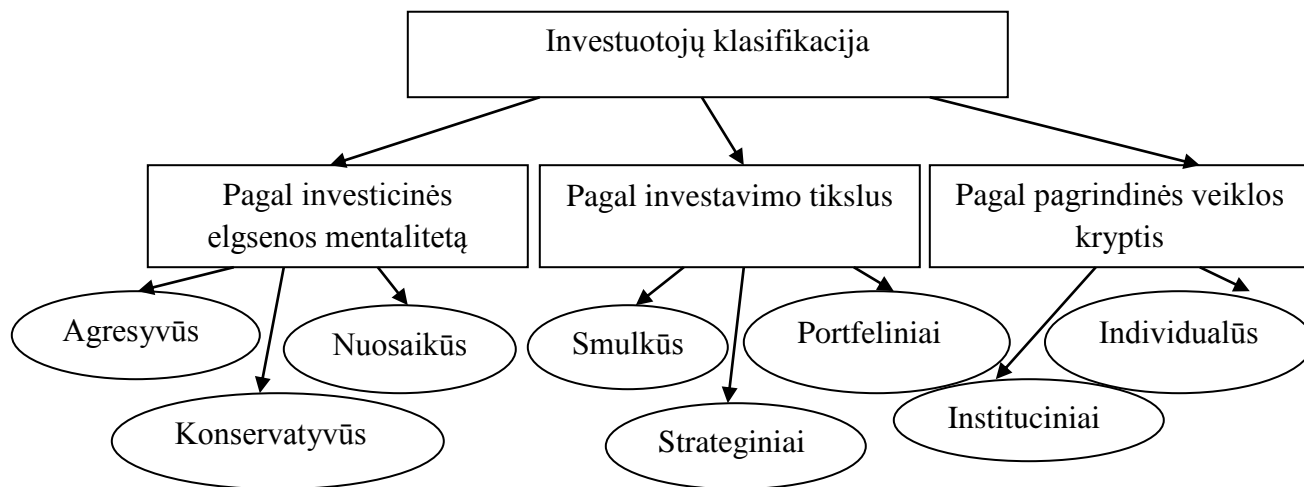 Investuotojų klasifikacija
Pagal investicinės
elgsenos mentalitetą
Pagal investavimo tikslus
Pagal pagrindinės veiklos
kryptis
Agresyvūs
Nuosaikūs
Konservatyvūs
Smulkūs
Portfeliniai
Strateginiai
Individualūs
Instituciniai